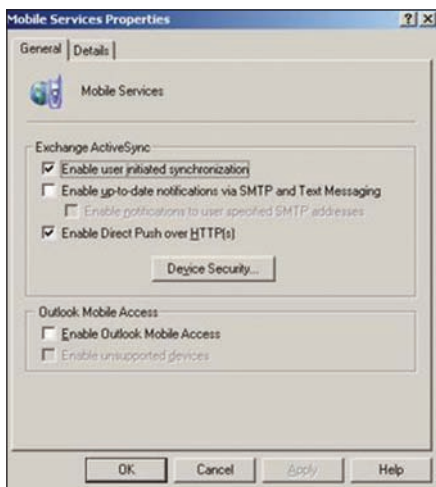 Mobile Services Properties
General Details
Mobile Services
Exchange ActiveSync
Enable user initiated synchronization
Enable up-to-date notifications via SMTP and Text Messaging
Enable notifications to user specified SMTP addresses
Enable Direct Push over HTTP(s)
Device Security...
Outlook Mobile Access
Enable Outlook Mobile Access
Enable unsupported devices
OK Cancel Apply Help